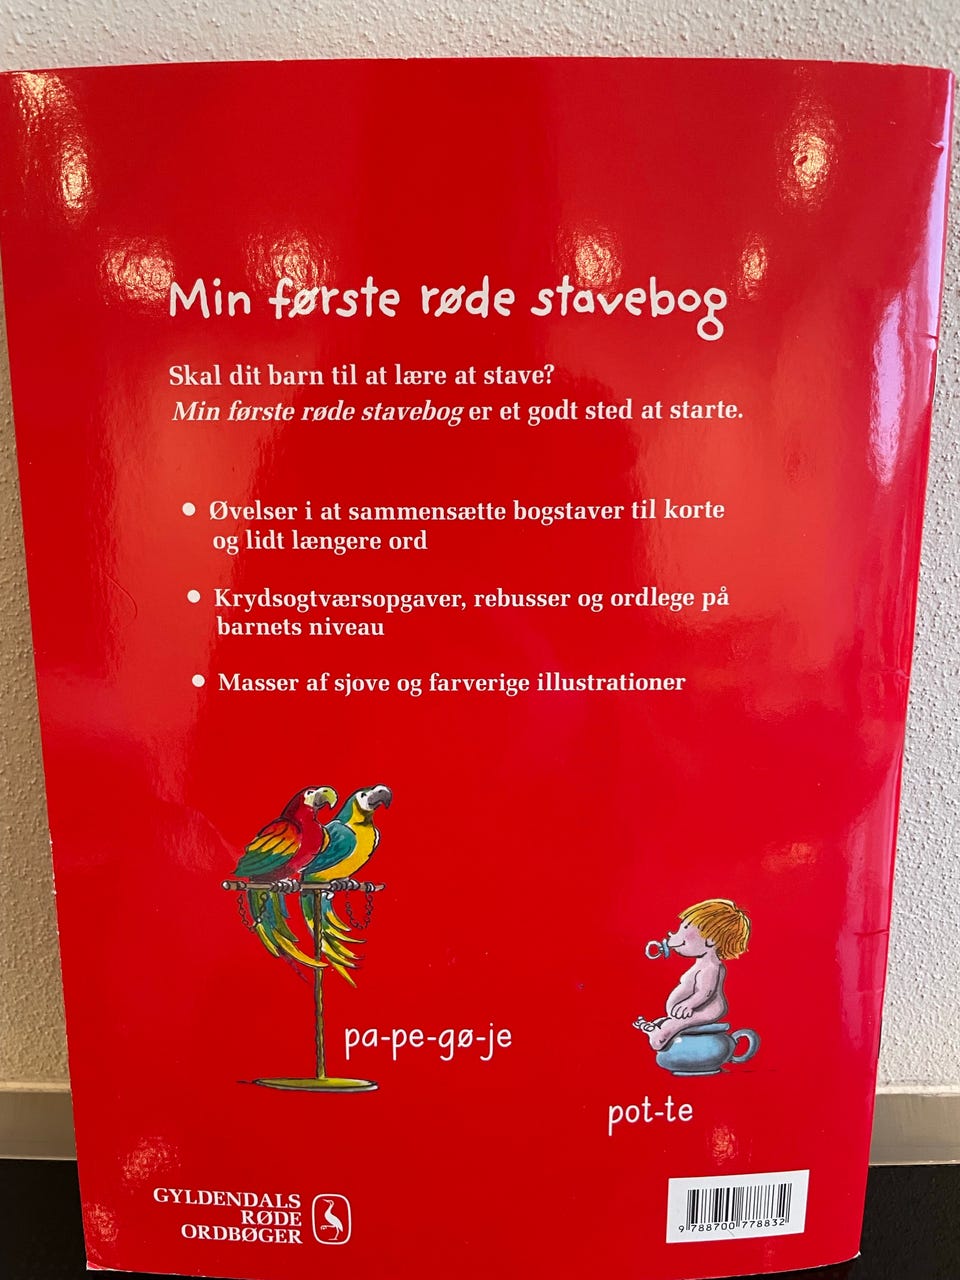 Min første røde stavebog
Skal dit barn til at lære at stave?
Min første røde stavebog er et godt sted at starte.
• Øvelser i at sammensætte bogstaver til korte
og lidt længere ord
• Krydsogtværsopgaver, rebusser og ordlege på
barnets niveau
• Masser af sjove og farverige illustrationer
pa-pe-gø-je
pot-te
GYLDENDALS
RØDE
ORDBØGER
9 788700 778832